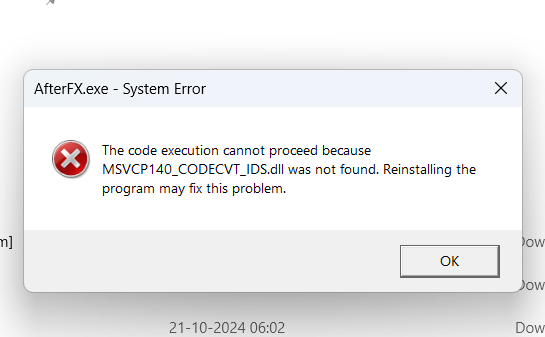 AfterFX.exe - System Error
The code execution cannot proceed because
MSVCP140_CODECVT_IDS.dll was not found. Reinstalling the
program may fix this problem.
m]
Dow
OK
Dow
21-10-2024 06:02 Dow